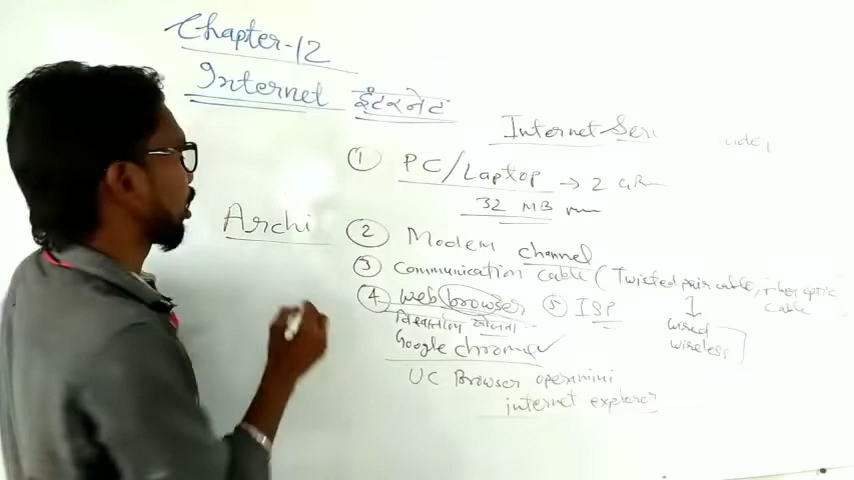 Chapter-12
Internet इंटरनेट
Internet Ser
① PC/Laptop → 2
32 MB
Archi
② Modem channel
③ communication cable ( Twisted pair cable, fiber optic cable
④ web browser ⑤ ISP
wired
खोलना
wireless
Google chrome ✓
UC Browser operamini
internet explorer